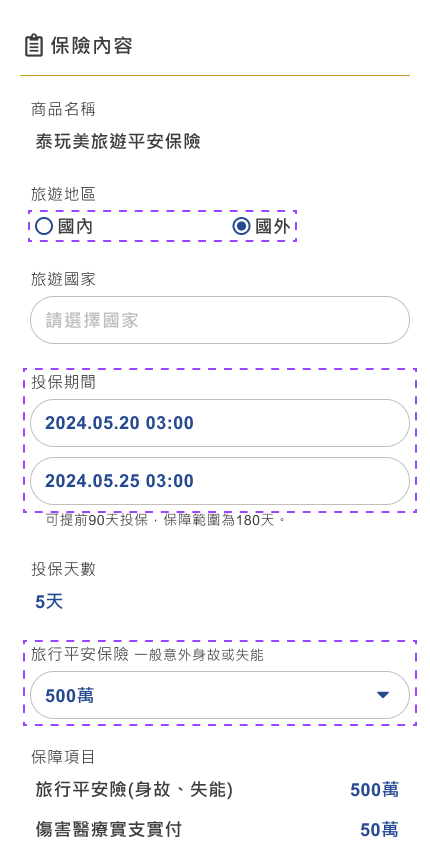 保險內容
商品名稱
泰玩美旅遊平安保險
旅遊地區
國內 國外
旅遊國家
請選擇國家
投保期間
2024.05.20 03:00
2024.05.25 03:00
可提前90天投保，保障範圍為180天。
投保天數
5天
旅行平安保險 一般意外身故或失能
500萬
保障項目
旅行平安險(身故、失能) 500萬
傷害醫療實支實付 50萬